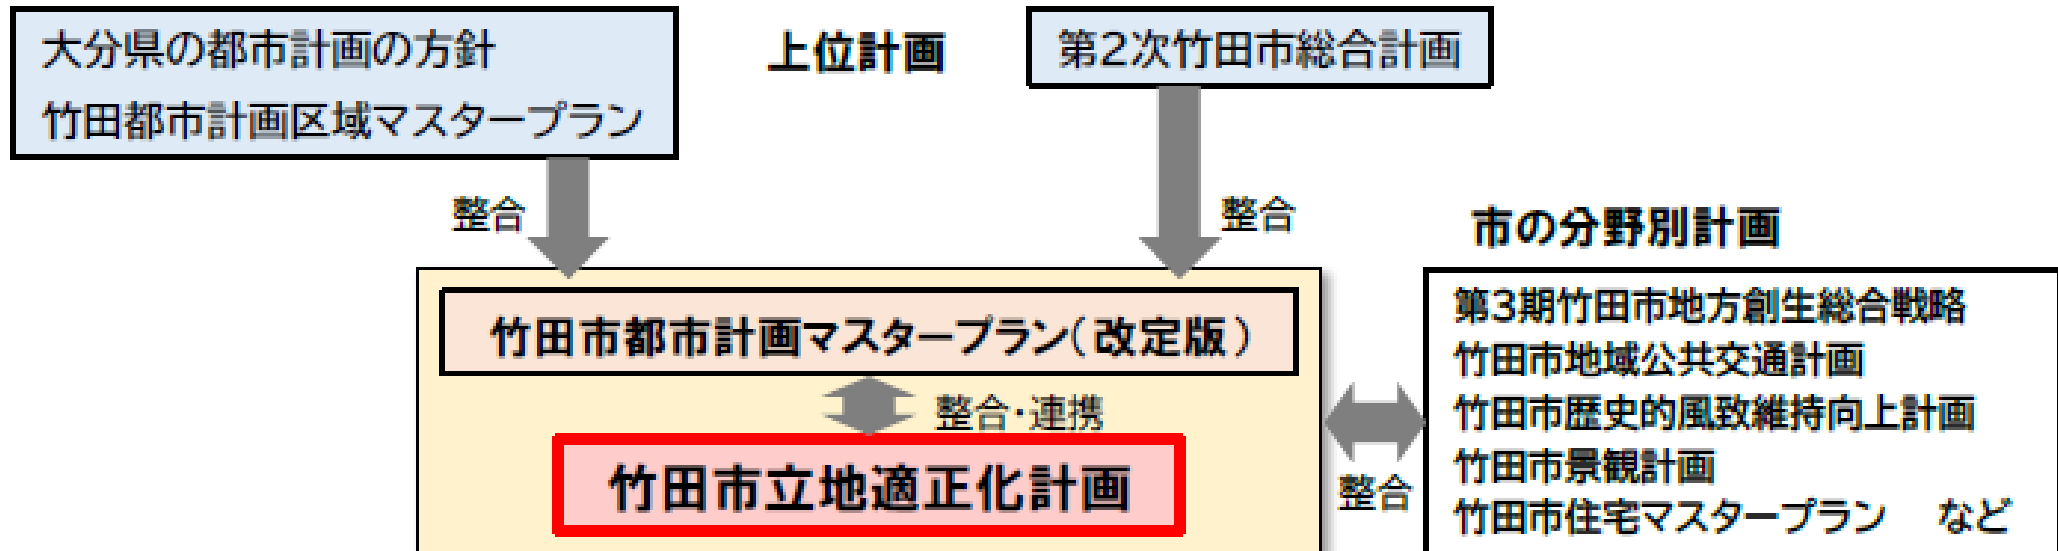 大分県の都市計画の方針
竹田都市計画区域マスタープラン
上位計画
第2次竹田市総合計画
整合
整合
市の分野別計画
竹田市都市計画マスタープラン(改定版)
整合・連携
竹田市立地適正化計画
整合
第3期竹田市地方創生総合戦略
竹田市地域公共交通計画
竹田市歴史的風致維持向上計画
竹田市景観計画
竹田市住宅マスタープラン など